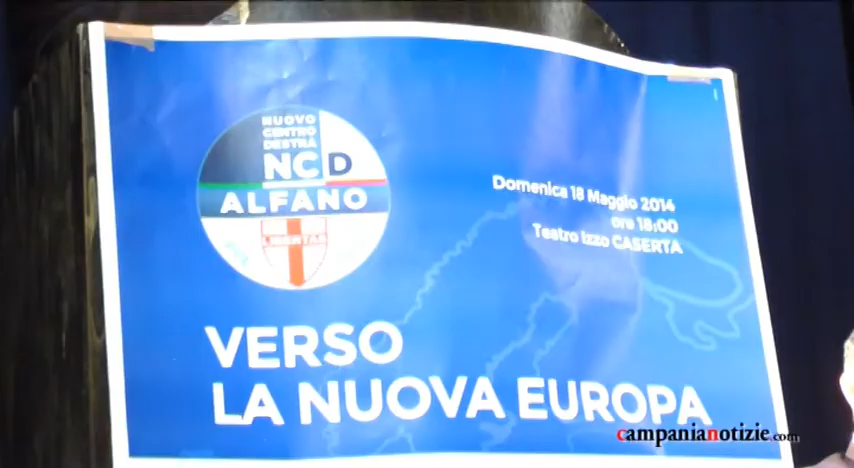 NUOVO
CENTRO
DESTRA
NCD
ALFANO
LIBERTAS
Domenica 18 Maggio 2014
ore 18:00
Teatro Izzo CASERTA
VERSO
LA NUOVA EUROPA
campanianotizie.com